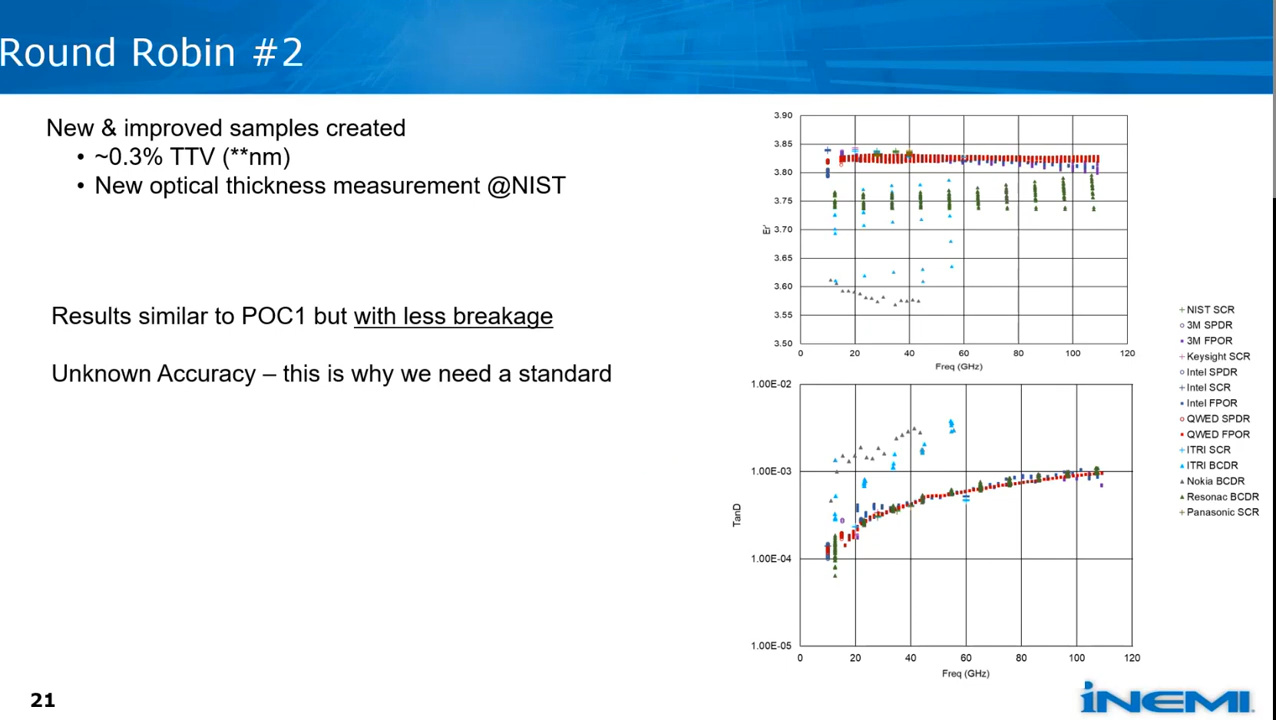 Round Robin #2
New & improved samples created
• ~0.3% TTV (**nm)
• New optical thickness measurement @NIST
Results similar to POC1 but with less breakage
Unknown Accuracy – this is why we need a standard
3.90
3.85
3.80
3.75
3.70
3.65
3.60
3.55
3.50
Er'
0 20 40 60 80 100 120
Freq (GHz)
1.00E-02
1.00E-03
1.00E-04
1.00E-05
TanD
0 20 40 60 80 100 120
Freq (GHz)
NIST SCR
3M SPDR
3M FPOR
Keysight SCR
Intel SPDR
Intel SCR
Intel FPOR
QWED SPDR
QWED FPOR
ITRI SCR
ITRI BCDR
Nokia BCDR
Resonac BCDR
Panasonic SCR
21
iNEMI